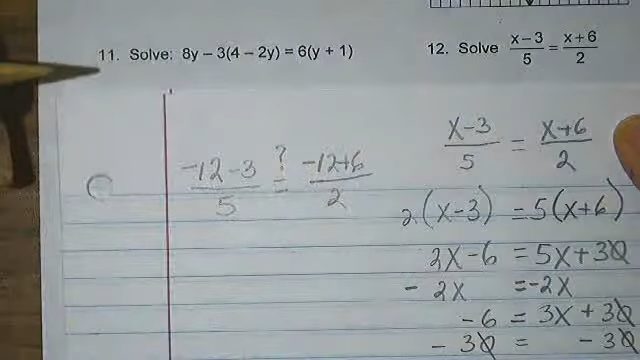 11. Solve: 8y – 3(4 – 2y) = 6(y + 1)
12. Solve x – 3 / 5 = x + 6 / 2
-12-3 / 5 ?= -12+6 / 2
x-3 / 5 = x+6 / 2
2(x-3) = 5(x+6)
2x-6 = 5x+30
- 2x = -2x
-6 = 3x + 30
- 30 = - 30